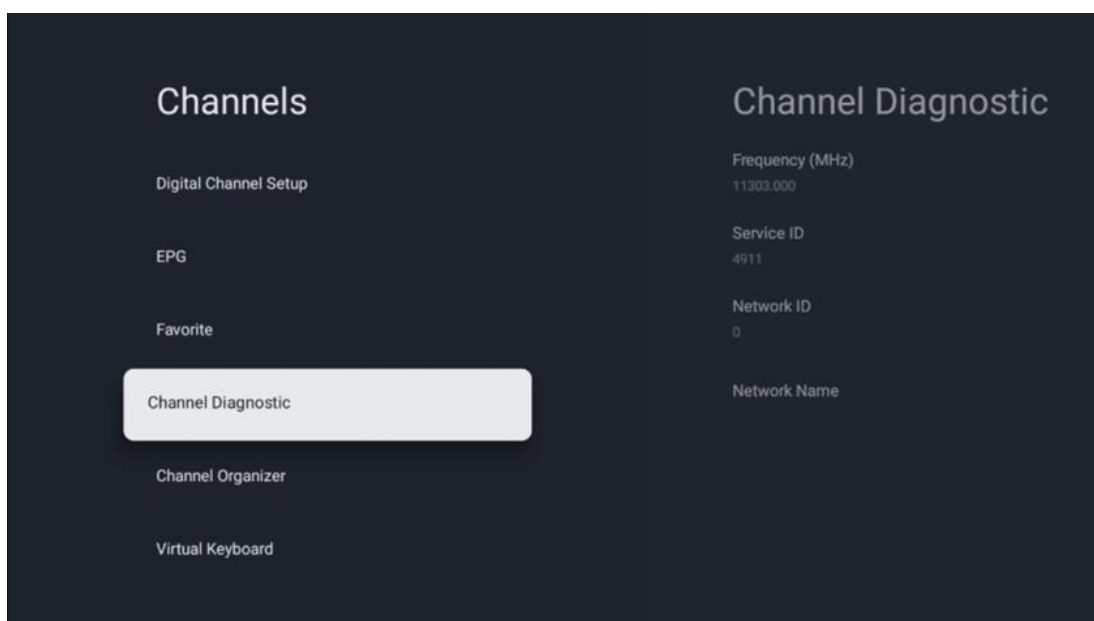 Channels
Digital Channel Setup
EPG
Favorite
Channel Diagnostic
Channel Organizer
Virtual Keyboard
Channel Diagnostic
Frequency (MHz)
11303.000
Service ID
4911
Network ID
0
Network Name